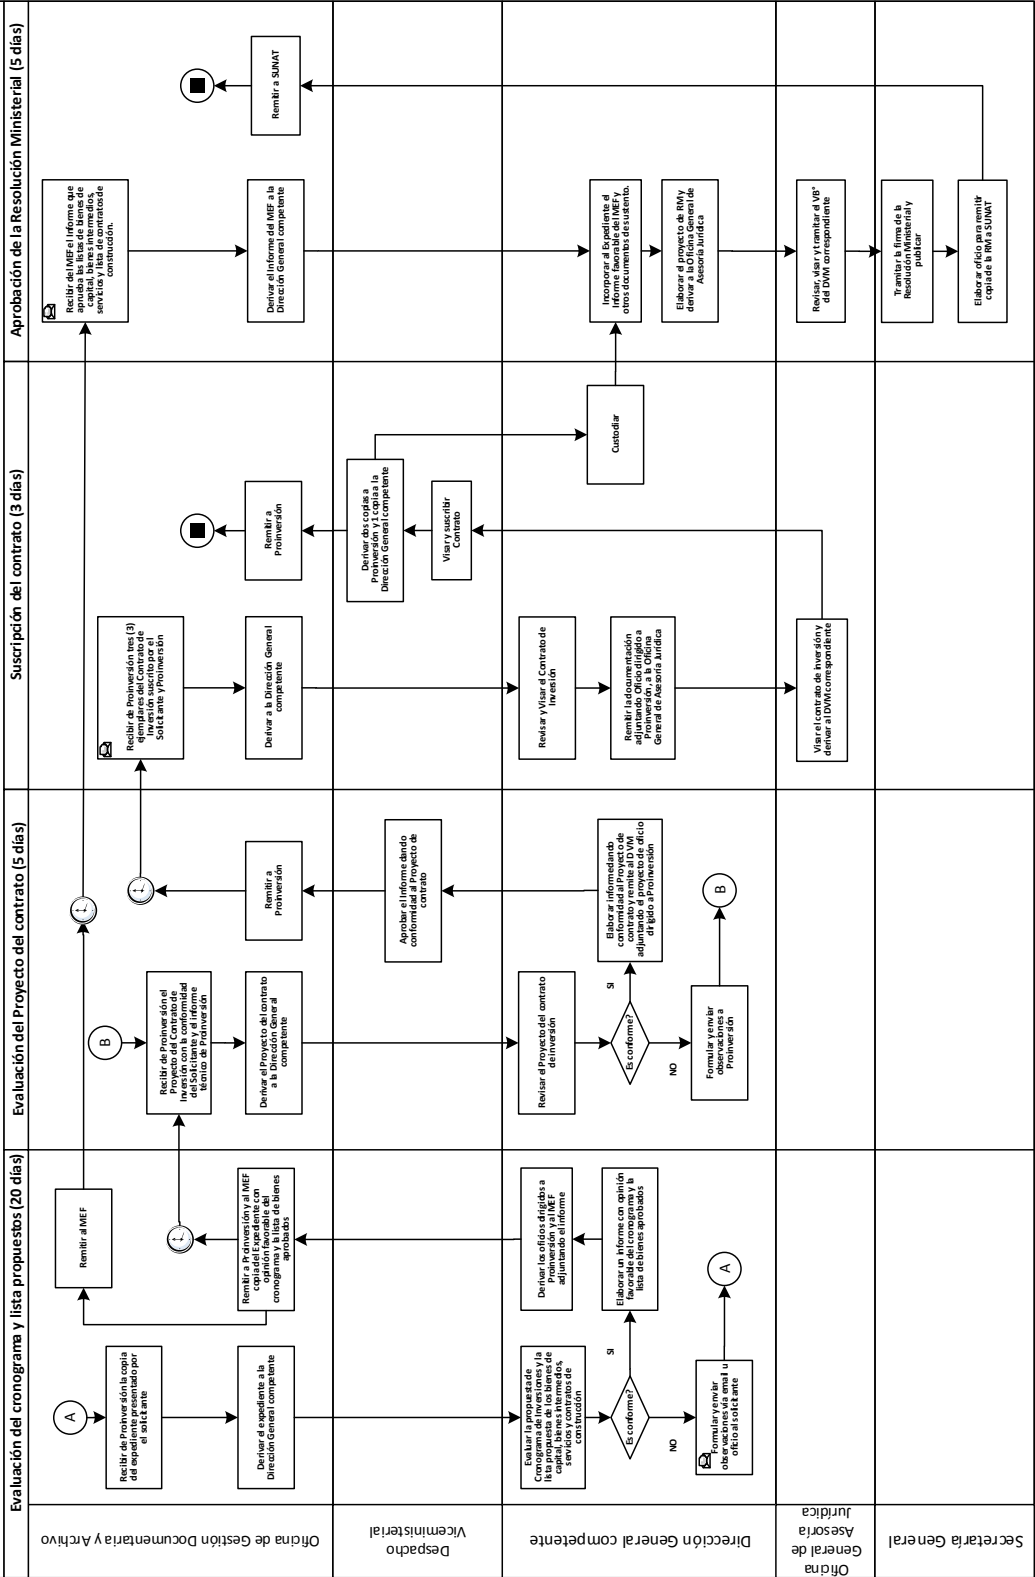 Evaluación del cronograma y lista propuestos (20 días)
Evaluación del Proyecto del contrato (5 días)
Suscripción del contrato (3 días)
Aprobación de la Resolución Ministerial (5 días)
Oficina de Gestión Documentaria y Archivo
Despacho
Viceministerial
Dirección General competente
Oficina
General de
Asesoría
Jurídica
Secretaría General
A
Recibir de Proinversión la copia
del expediente presentado por
el solicitante
Derivar el expediente a la
Dirección General competente
Evaluar la propuesta de
Cronograma de Inversiones y la
lista propuesta de los bienes de
capital, bienes intermedios,
servicios y contratos de
construcción
Es conforme?
SI
NO
Formular y enviar
observaciones vía email u
oficio al solicitante
A
Elaborar un informe con opinión
favorable del cronograma y la
lista de bienes aprobados
Derivar los oficios dirigidos a
Proinversión y al MEF
adjuntando el informe
Remitir a Proinversión y al MEF
copia del Expediente con
opinión favorable del
cronograma y la lista de bienes
aprobados
Remitir al MEF
B
Recibir de Proinversión el
Proyecto del Contrato de
Inversión con la conformidad
del Solicitante y el informe
técnico de Proinversión
Derivar el Proyecto del contrato
a la Dirección General
competente
Revisar el Proyecto del contrato
de inversión
Es conforme?
SI
NO
Formular y enviar
observaciones a
Proinversión
B
Elaborar informe dando
conformidad al Proyecto de
contrato y remite al DVM
adjuntando el proyecto de oficio
dirigido a Proinversión
Aprobar el Informe dando
conformidad al Proyecto de
contrato
Remitir a
Proinversión
Recibir de Proinversión tres (3)
ejemplares del Contrato de
Inversión suscrito por el
Solicitante y Proinversión
Derivar a la Dirección General
competente
Revisar y Visar el Contrato de
Inversión
Remitir la documentación
adjuntando Oficio dirigido a
Proinversión, a la Oficina
General de Asesoría Jurídica
Visar el contrato de inversión y
derivar al DVM correspondiente
Visar y suscribir
Contrato
Derivar dos copias a
Proinversión y 1 copia a la
Dirección General competente
Remitir a
Proinversión
Custodiar
Recibir del MEF el Informe que
aprueba las listas de bienes de
capital, bienes intermedios,
servicios y lista de contratos de
construcción.
Derivar el Informe del MEF a la
Dirección General competente
Incorporar al Expediente el
Informe favorable del MEF y
otros documentos de sustento.
Elaborar el proyecto de RM y
derivar a la Oficina General de
Asesoría Jurídica
Revisar, visar y tramitar el VB°
del DVM correspondiente
Tramitar la firma de la
Resolución Ministerial y
publicar
Elaborar oficio para remitir
copia de la RM a SUNAT
Remitir a SUNAT